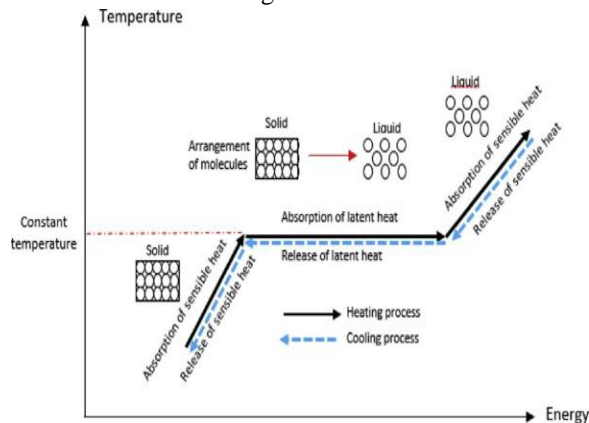 Temperature
Liquid
Solid
Liquid
Arrangement
of molecules
Absorption of sensible heat
Release of sensible heat
Constant
temperature
Absorption of latent heat
Release of latent heat
Solid
Absorption of sensible heat
Release of sensible heat
Heating process
Cooling process
Energy